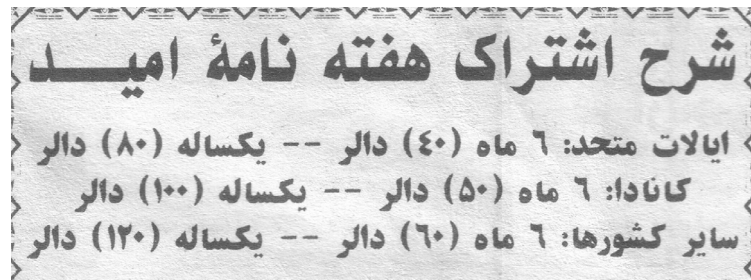 شرح اشتراک هفته نامهٔ امیـــد
ایالات متحد: ٦ ماه (٤٠) دالر -- یکساله (٨٠) دالر
کانادا: ٦ ماه (٥٠) دالر -- یکساله (١٠٠) دالر
سایر کشورها: ٦ ماه (٦٠) دالر -- یکساله (١٢٠) دالر